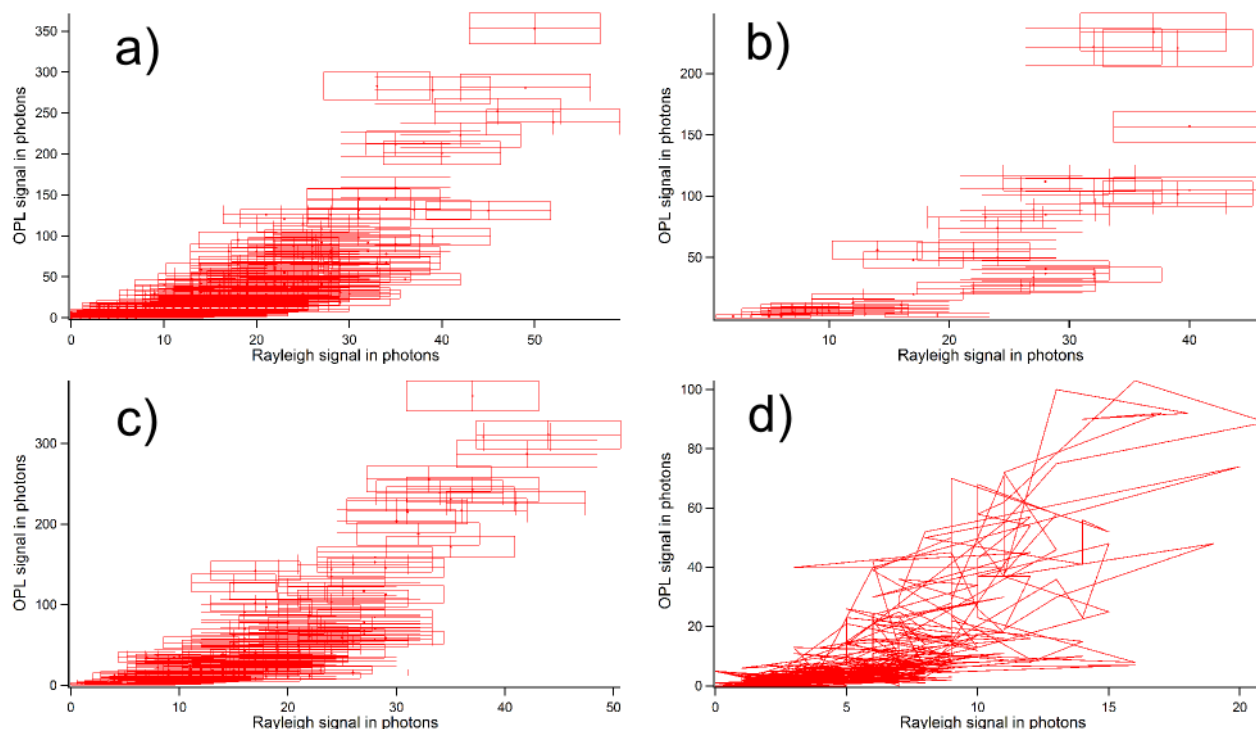 a)
OPL signal in photons
350
300
250
200
150
100
50
0
0 10 20 30 40 50
Rayleigh signal in photons
b)
OPL signal in photons
200
150
100
50
10 20 30 40
Rayleigh signal in photons
c)
OPL signal in photons
300
200
100
0
0 10 20 30 40 50
Rayleigh signal in photons
d)
OPL signal in photons
100
80
60
40
20
0
0 5 10 15 20
Rayleigh signal in photons